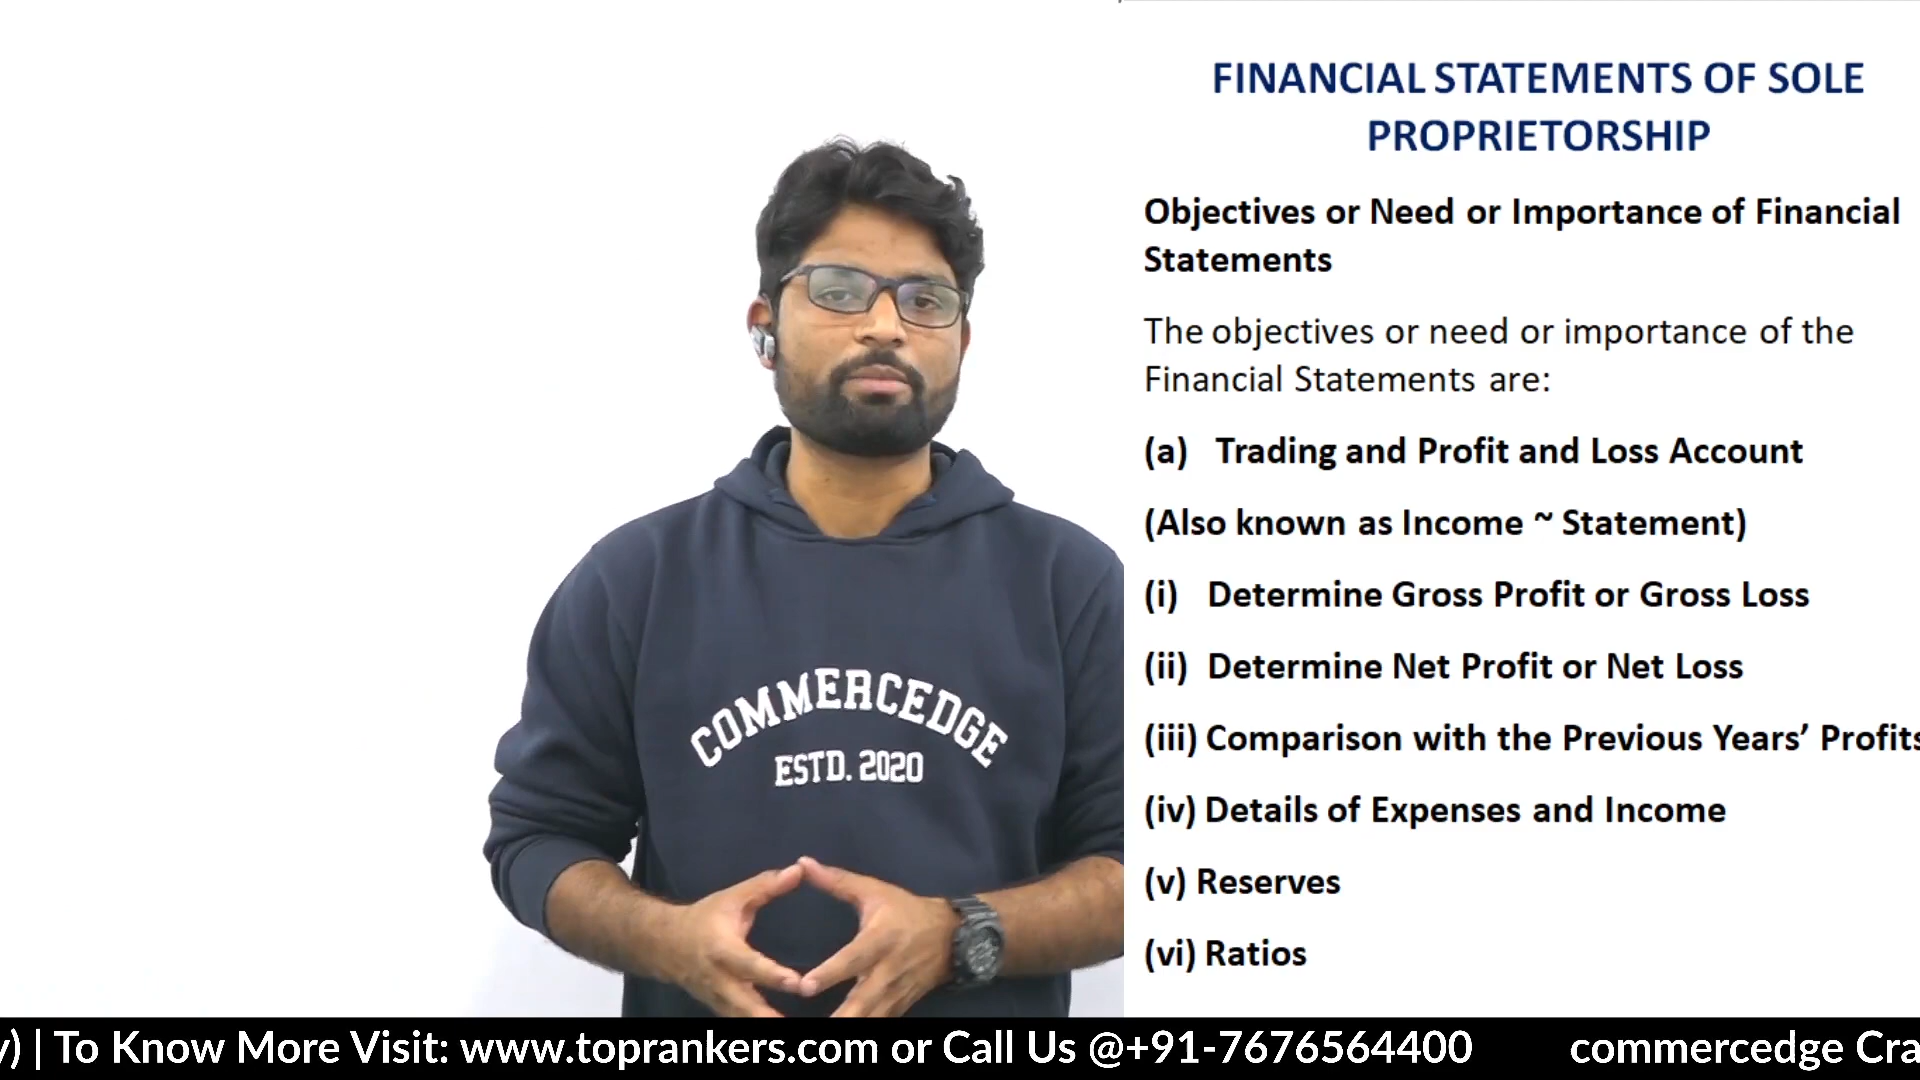 FINANCIAL STATEMENTS OF SOLE
PROPRIETORSHIP
Objectives or Need or Importance of Financial
Statements
The objectives or need or importance of the
Financial Statements are:
(a) Trading and Profit and Loss Account
(Also known as Income ~ Statement)
(i) Determine Gross Profit or Gross Loss
(ii) Determine Net Profit or Net Loss
(iii) Comparison with the Previous Years’ Profits
(iv) Details of Expenses and Income
(v) Reserves
(vi) Ratios
COMMERCEDGE
ESTD. 2020
| To Know More Visit: www.toprankers.com or Call Us @+91-7676564400 commercedge